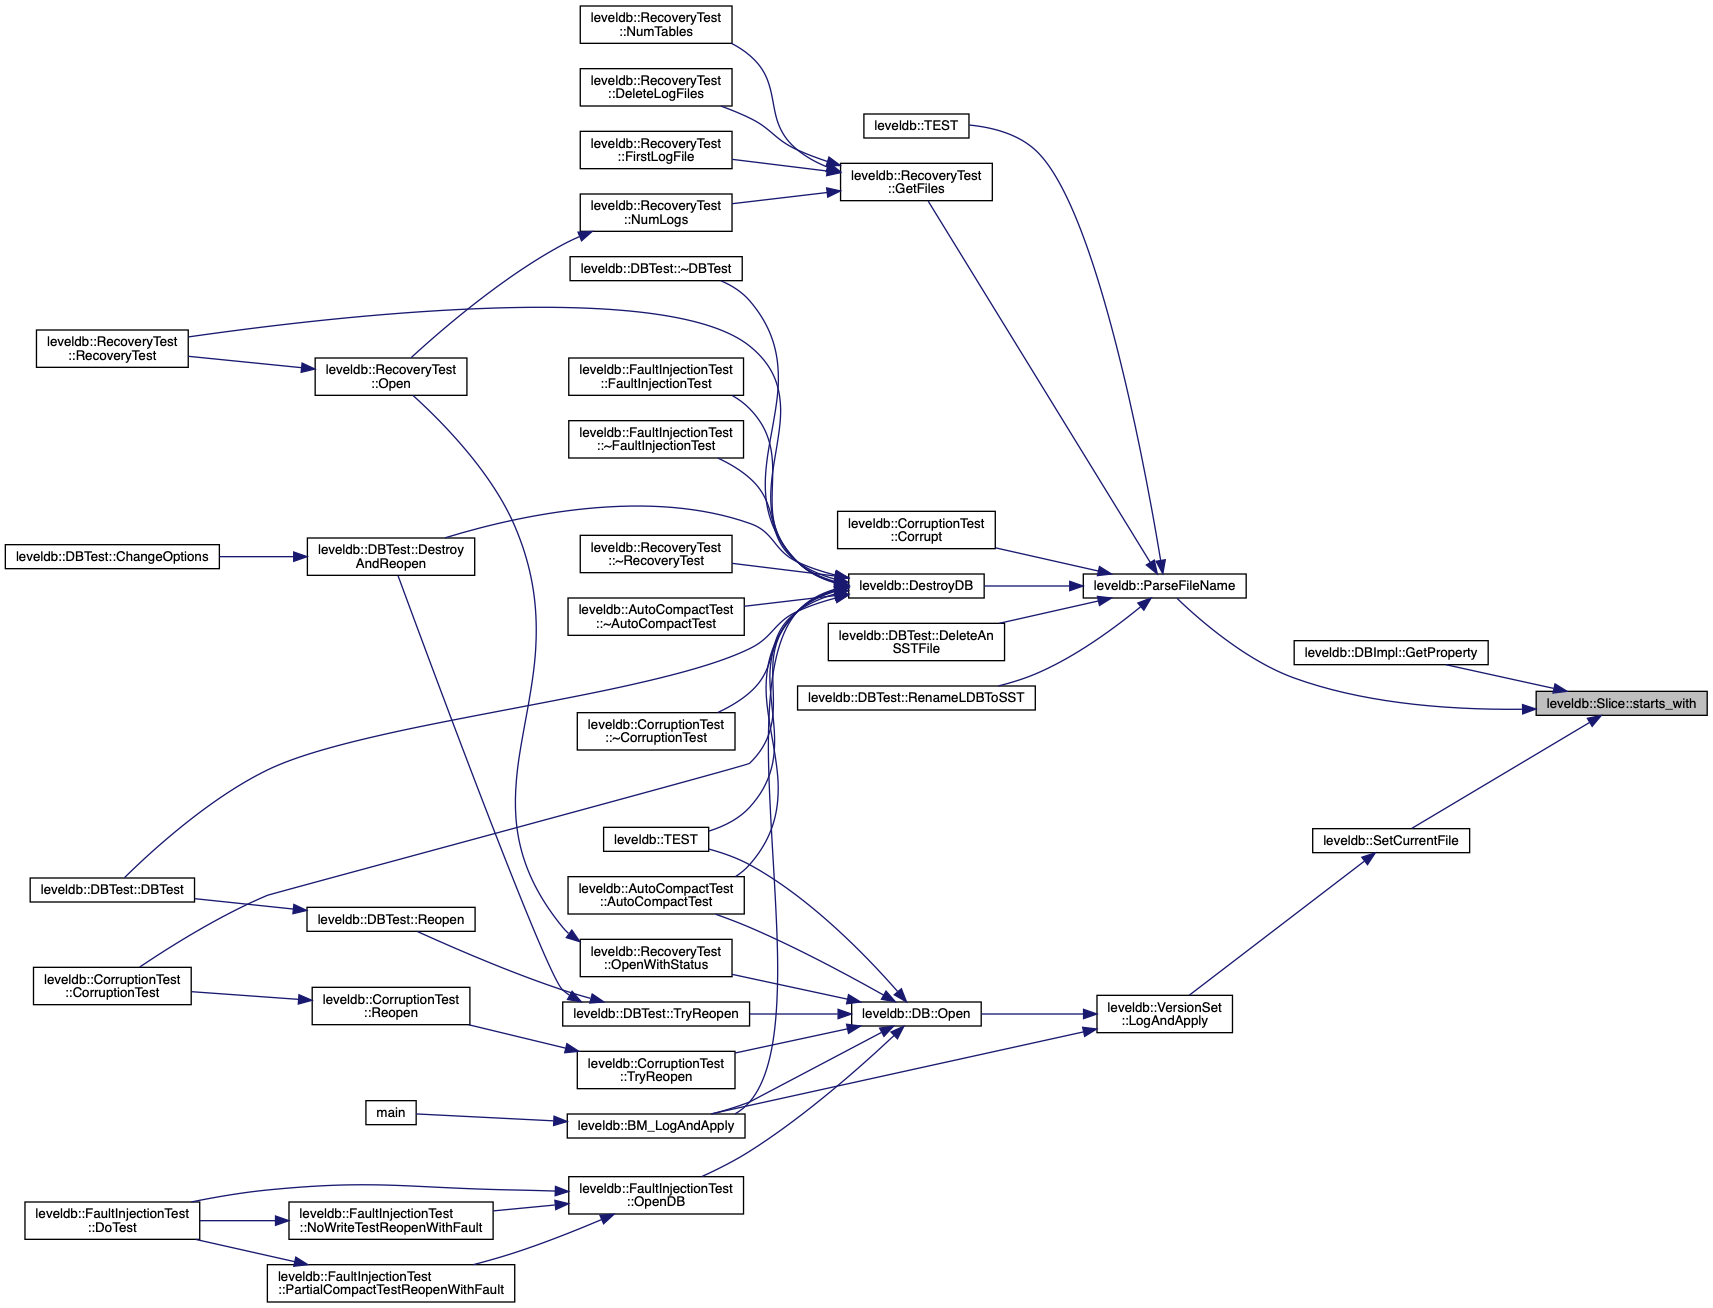 leveldb::RecoveryTest
::NumTables
leveldb::RecoveryTest
::DeleteLogFiles
leveldb::TEST
leveldb::RecoveryTest
::FirstLogFile
leveldb::RecoveryTest
::GetFiles
leveldb::RecoveryTest
::NumLogs
leveldb::DBTest::~DBTest
leveldb::RecoveryTest
::RecoveryTest
leveldb::RecoveryTest
::Open
leveldb::FaultInjectionTest
::FaultInjectionTest
leveldb::FaultInjectionTest
::~FaultInjectionTest
leveldb::CorruptionTest
::Corrupt
leveldb::DBTest::ChangeOptions
leveldb::DBTest::Destroy
AndReopen
leveldb::RecoveryTest
::~RecoveryTest
leveldb::DestroyDB
leveldb::ParseFileName
leveldb::AutoCompactTest
::~AutoCompactTest
leveldb::DBTest::DeleteAn
SSTFile
leveldb::DBImpl::GetProperty
leveldb::DBTest::RenameLDBToSST
leveldb::Slice::starts_with
leveldb::CorruptionTest
::~CorruptionTest
leveldb::TEST
leveldb::SetCurrentFile
leveldb::DBTest::DBTest
leveldb::AutoCompactTest
::AutoCompactTest
leveldb::DBTest::Reopen
leveldb::RecoveryTest
::OpenWithStatus
leveldb::CorruptionTest
::CorruptionTest
leveldb::CorruptionTest
::Reopen
leveldb::DBTest::TryReopen
leveldb::DB::Open
leveldb::VersionSet
::LogAndApply
leveldb::CorruptionTest
::TryReopen
main
leveldb::BM_LogAndApply
leveldb::FaultInjectionTest
::OpenDB
leveldb::FaultInjectionTest
::DoTest
leveldb::FaultInjectionTest
::NoWriteTestReopenWithFault
leveldb::FaultInjectionTest
::PartialCompactTestReopenWithFault